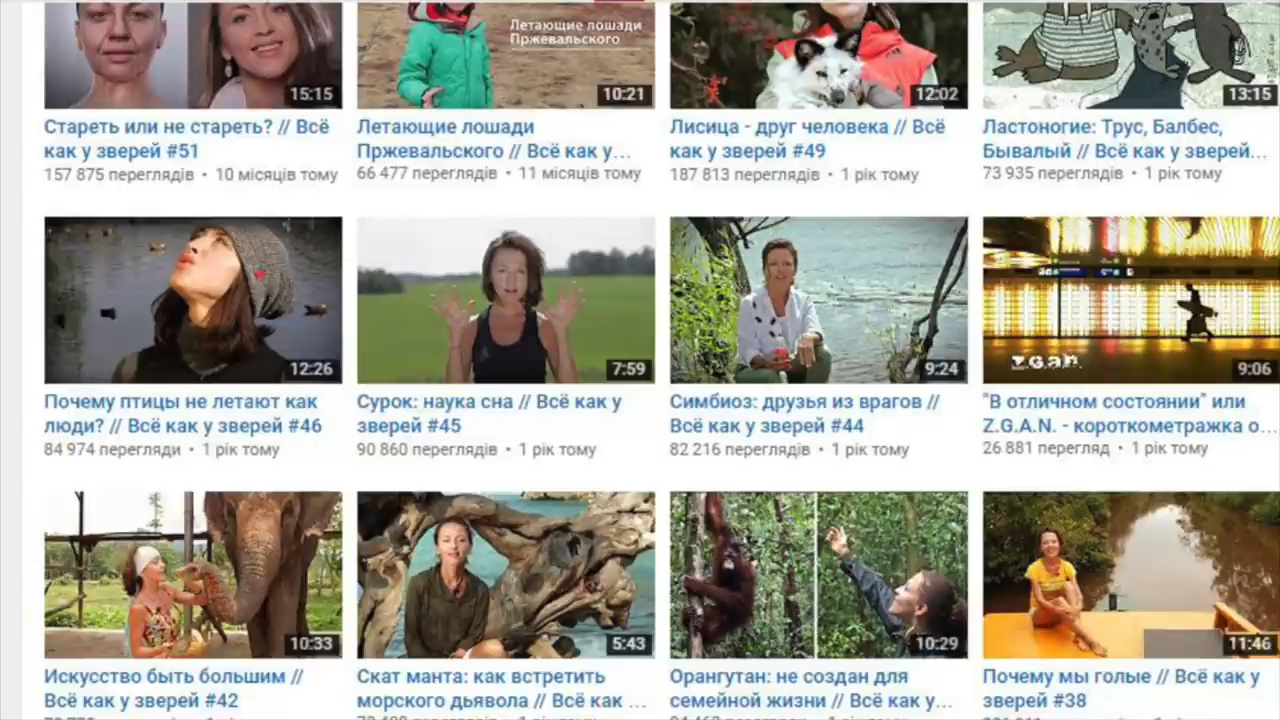 Летающие лошади
Пржевальского
15:15
10:21
12:02
13:15
Стареть или не стареть? // Всё
как у зверей #51
157 875 переглядів • 10 місяців тому
Летающие лошади
Пржевальского // Всё как у...
66 477 переглядів • 11 місяців тому
Лисица - друг человека // Всё
как у зверей #49
187 813 переглядів • 1 рік тому
Ластоногие: Трус, Балбес,
Бывалый // Всё как у зверей...
73 935 переглядів • 1 рік тому
12:26
7:59
9:24
z.G.a.n.
9:06
Почему птицы не летают как
люди? // Всё как у зверей #46
84 974 перегляди • 1 рік тому
Сурок: наука сна // Всё как у
зверей #45
90 860 переглядів • 1 рік тому
Симбиоз: друзья из врагов //
Всё как у зверей #44
82 216 переглядів • 1 рік тому
"В отличном состоянии" или
Z.G.A.N. - короткометражка о...
26 881 перегляд • 1 рік тому
10:33
5:43
10:29
11:46
Искусство быть большим //
Всё как у зверей #42
Скат манта: как встретить
морского дьявола // Всё как ...
Орангутан: не создан для
семейной жизни // Всё как у...
Почему мы голые // Всё как у
зверей #38